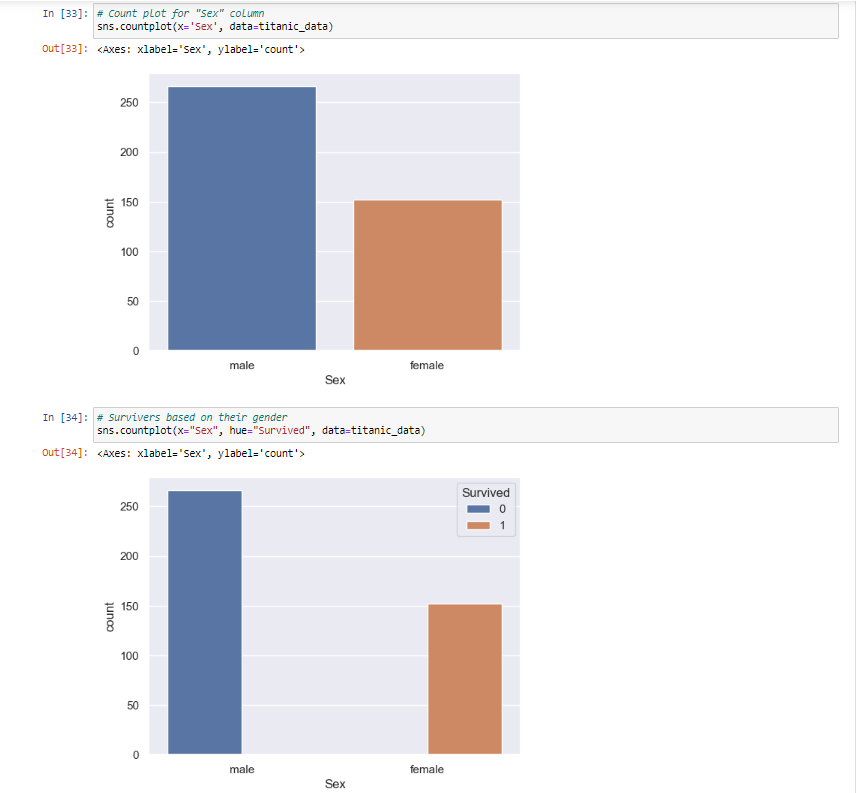 In [33]: # Count plot for "Sex" column
sns.countplot(x='Sex', data=titanic_data)
Out[33]: <Axes: xlabel='Sex', ylabel='count'>
250
200
150
100
50
0
count
male female
Sex
In [34]: # Survivers based on their gender
sns.countplot(x="Sex", hue="Survived", data=titanic_data)
Out[34]: <Axes: xlabel='Sex', ylabel='count'>
Survived
0
1
250
200
150
100
50
0
count
male female
Sex